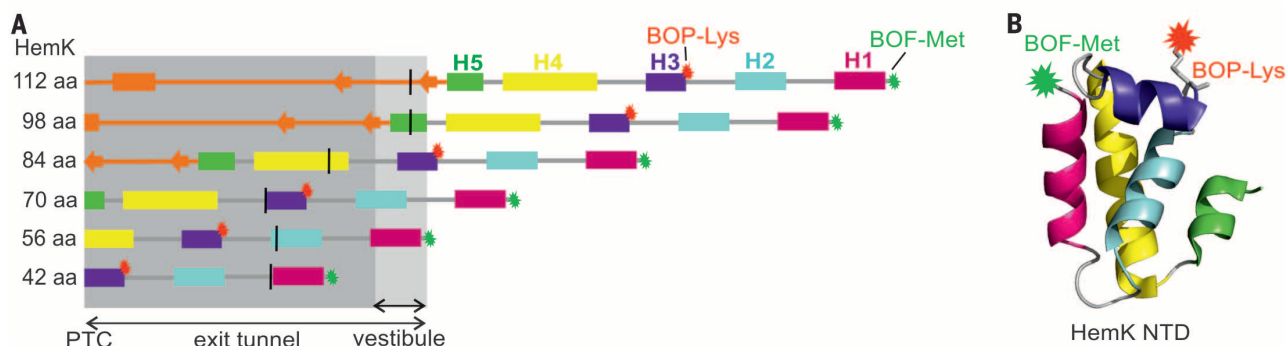 A
HemK
112 aa
98 aa
84 aa
70 aa
56 aa
42 aa
H5
H4
H3
H2
H1
BOP-Lys
BOF-Met
PTC
exit tunnel
vestibule
B
BOF-Met
BOP-Lys
HemK NTD